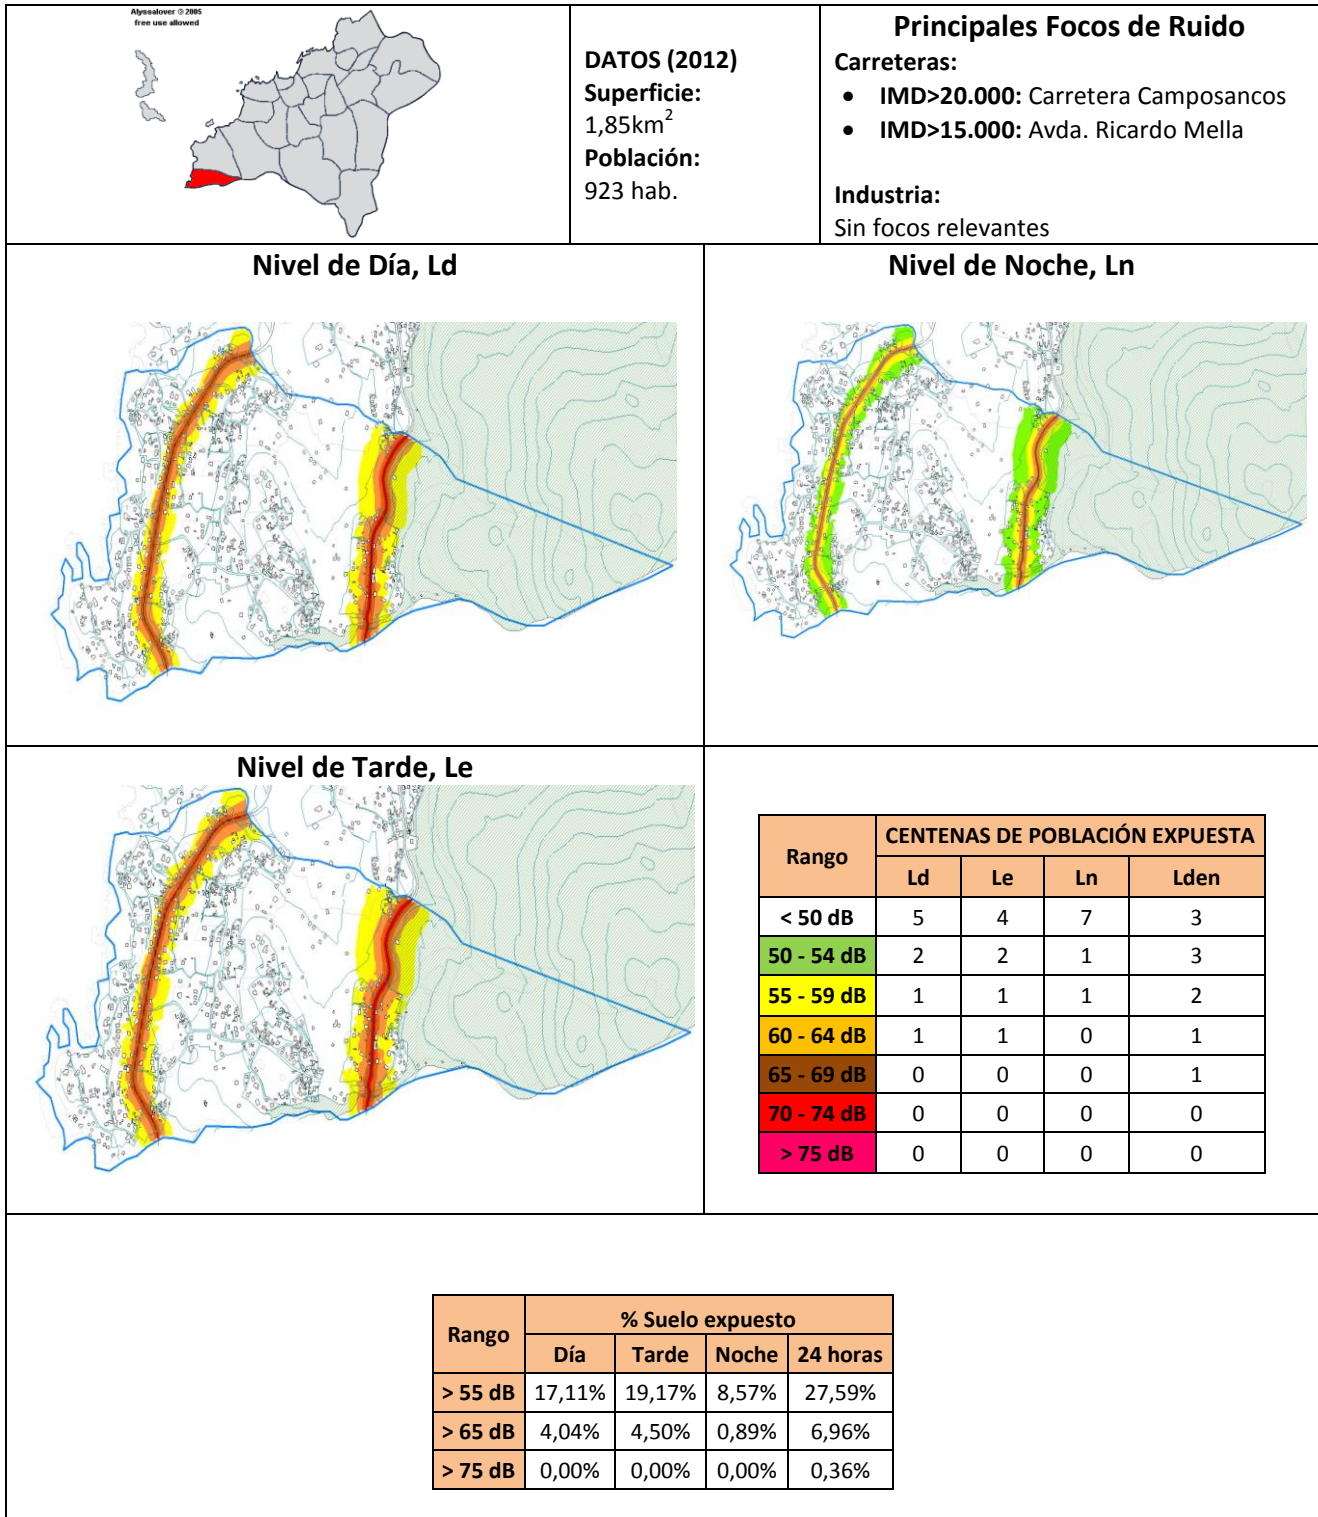 Alyssalover © 2005
free use allowed
DATOS (2012)
Superficie:
1,85km2
Población:
923 hab.
Principales Focos de Ruido
Carreteras:
• IMD>20.000: Carretera Camposancos
• IMD>15.000: Avda. Ricardo Mella
Industria:
Sin focos relevantes
Nivel de Día, Ld
Nivel de Noche, Ln
Nivel de Tarde, Le
Rango CENTENAS DE POBLACIÓN EXPUESTA
Ld Le Ln Lden
< 50 dB 5 4 7 3
50 - 54 dB 2 2 1 3
55 - 59 dB 1 1 1 2
60 - 64 dB 1 1 0 1
65 - 69 dB 0 0 0 1
70 - 74 dB 0 0 0 0
> 75 dB 0 0 0 0
Rango % Suelo expuesto
Día Tarde Noche 24 horas
> 55 dB 17,11% 19,17% 8,57% 27,59%
> 65 dB 4,04% 4,50% 0,89% 6,96%
> 75 dB 0,00% 0,00% 0,00% 0,36%